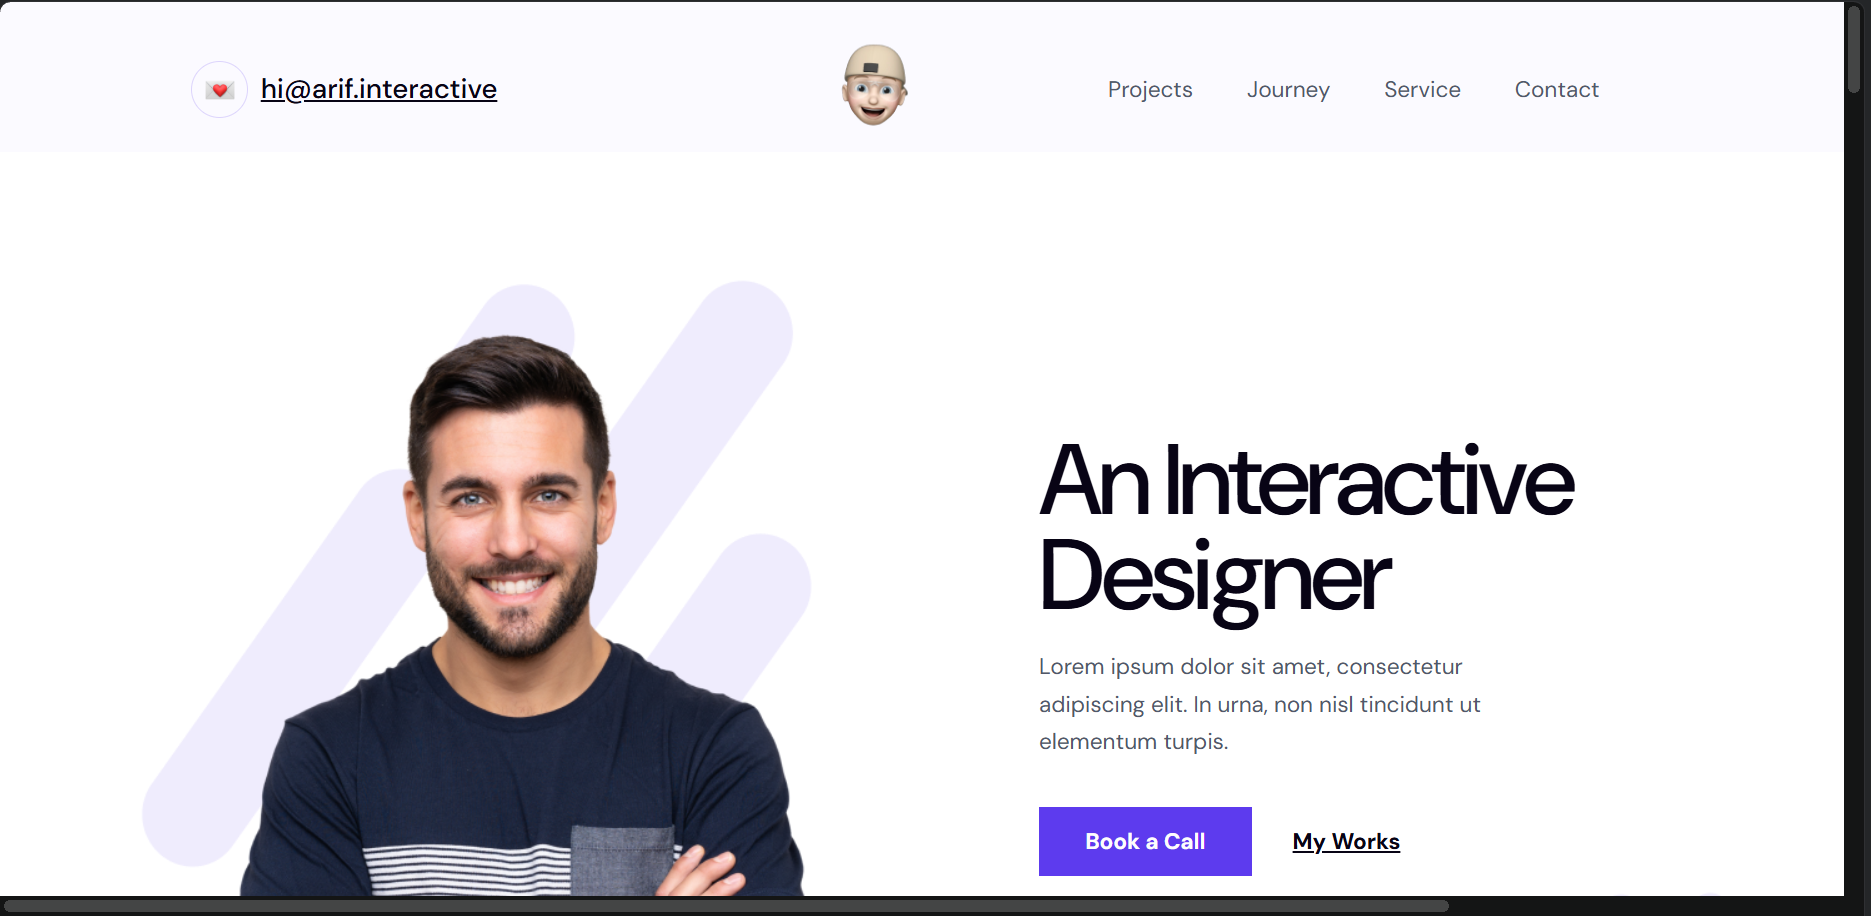 hi@arif.interactive
Projects Journey Service Contact
An Interactive
Designer
Lorem ipsum dolor sit amet, consectetur
adipiscing elit. In urna, non nisl tincidunt ut
elementum turpis.
Book a Call My Works